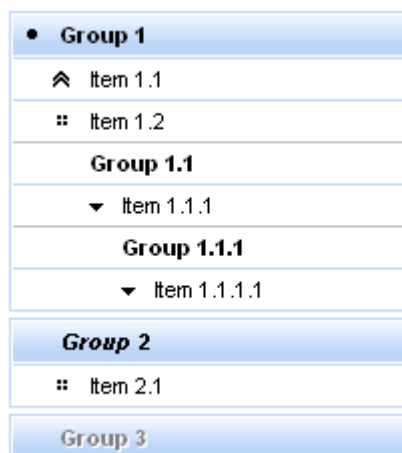 Group 1
Item 1.1
Item 1.2
Group 1.1
Item 1.1.1
Group 1.1.1
Item 1.1.1.1
Group 2
Item 2.1
Group 3